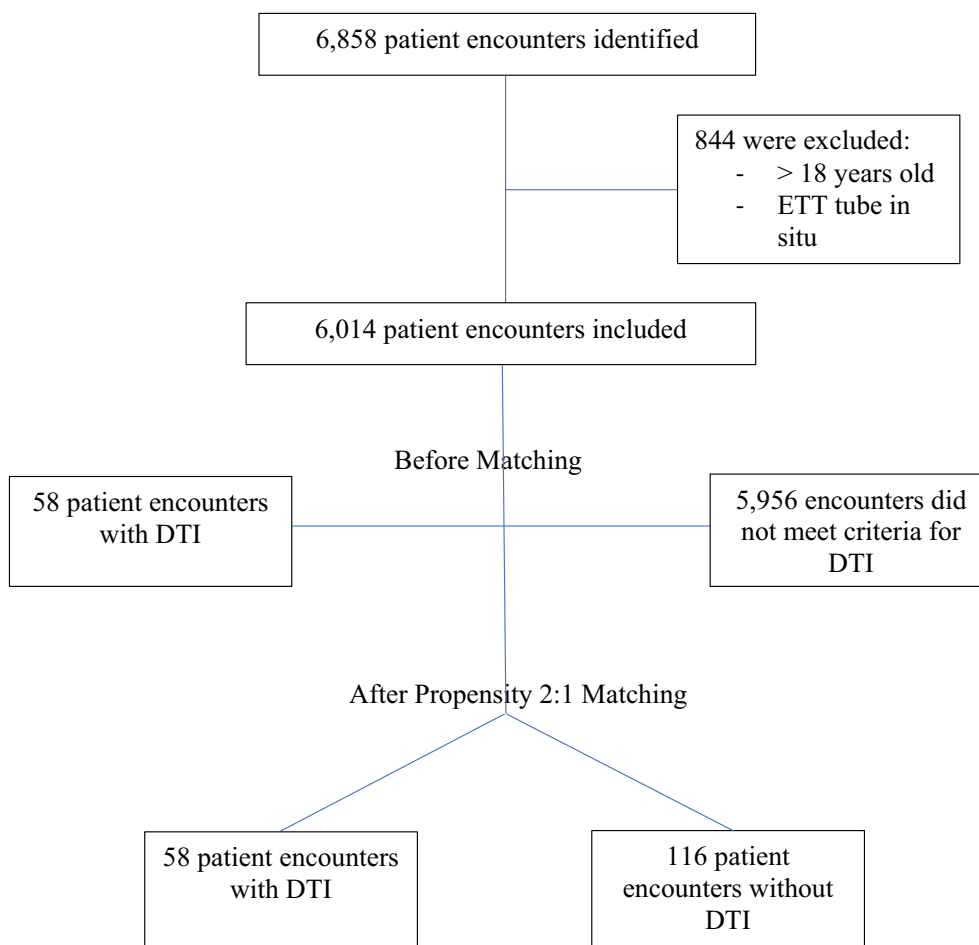 6,858 patient encounters identified
844 were excluded:
- > 18 years old
- ETT tube in
situ
6,014 patient encounters included
Before Matching
58 patient encounters
with DTI
5,956 encounters did
not meet criteria for
DTI
After Propensity 2:1 Matching
58 patient encounters
with DTI
116 patient
encounters without
DTI